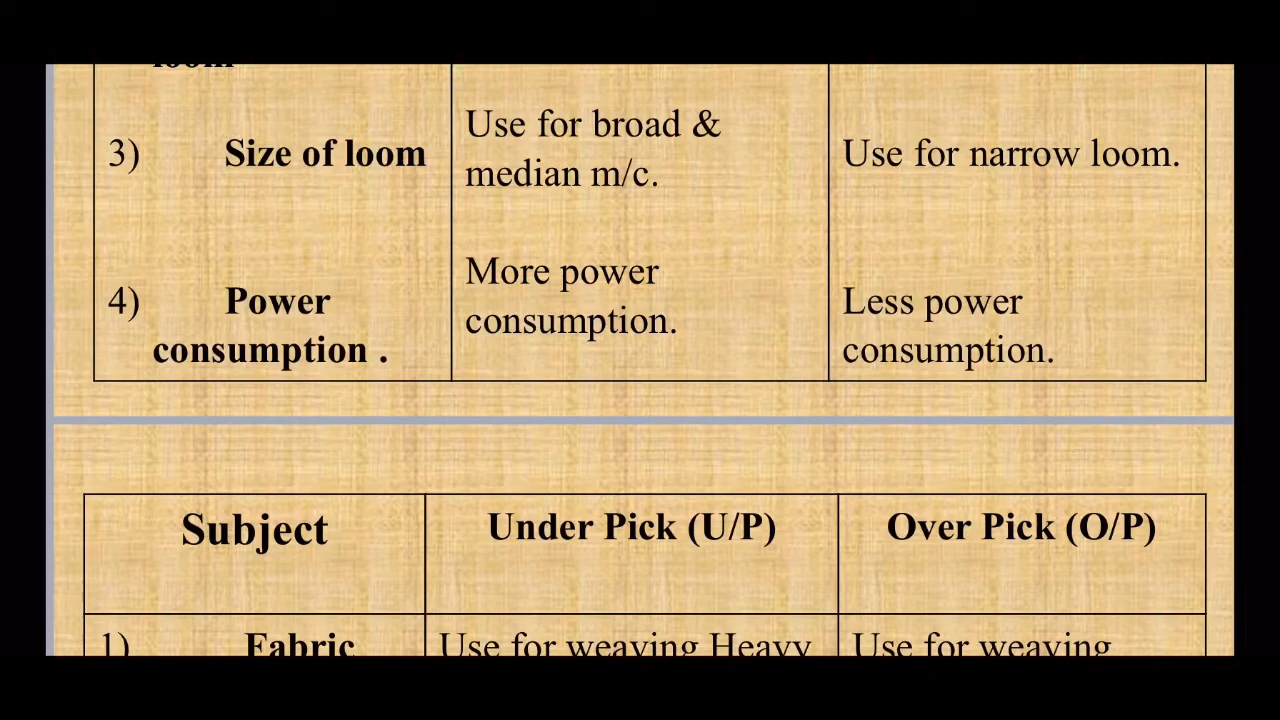 loom
3) Size of loom
Use for broad &
median m/c.
Use for narrow loom.
4) Power
consumption .
More power
consumption.
Less power
consumption.
Subject
Under Pick (U/P)
Over Pick (O/P)
1) Fabric
Use for weaving Heavy
Use for weaving